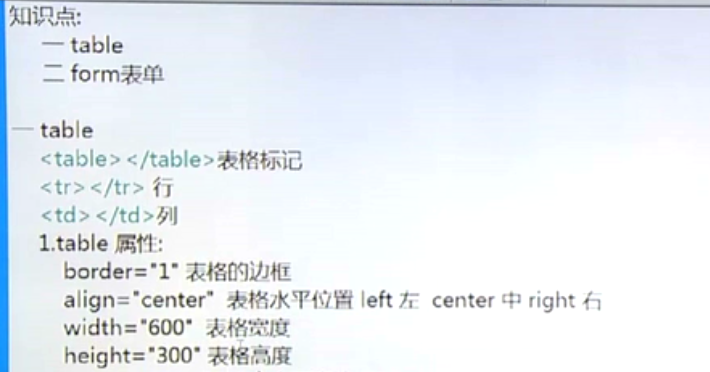 知识点:
一 table
二 form表单
一 table
<table></table>表格标记
<tr></tr> 行
<td></td>列
1.table 属性:
border="1" 表格的边框
align="center" 表格水平位置 left 左 center 中 right 右
width="600" 表格宽度
height="300" 表格高度